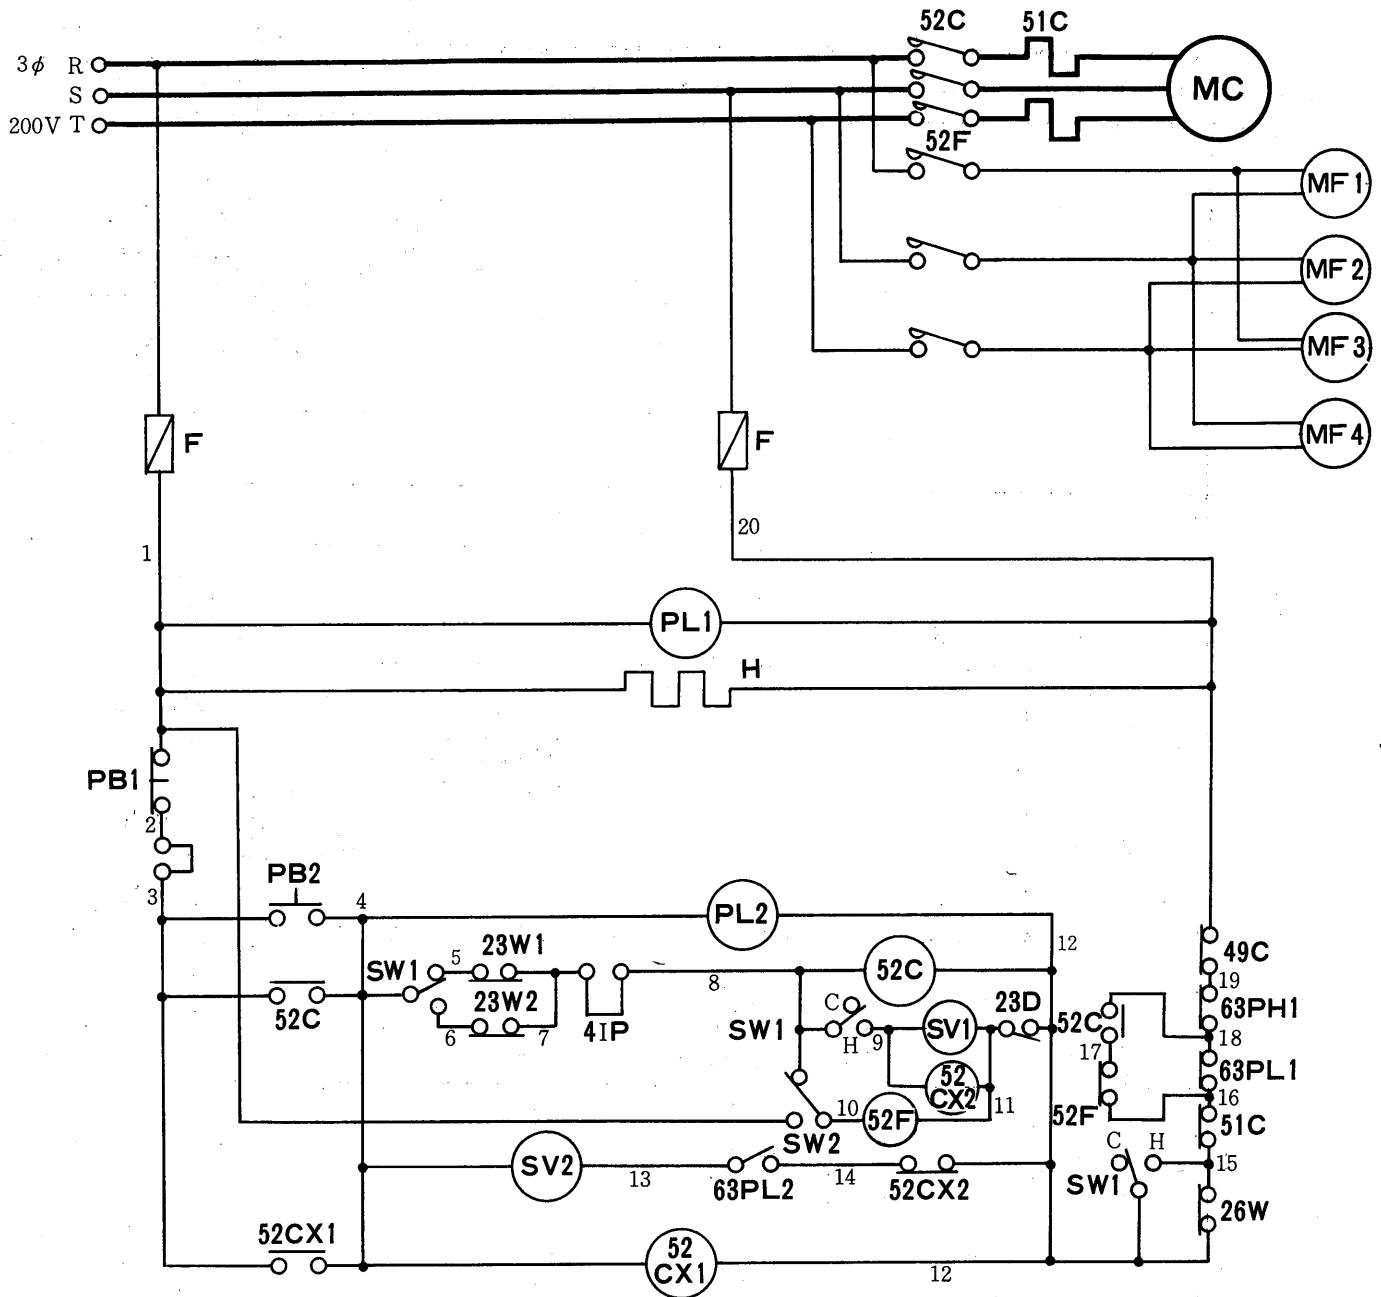 52C 51C
3φ R
S
200V T
MC
52F
MF1
MF2
MF3
MF4
F
F
20
1
PL1
H
PB1
2
3
PB2
4
PL2
12
5 23W1
SW1
8
52C
49C
19
52C
23W2
6 7
4IP
SW1
C
H 9
SV1
23D
52C
63PH1
18
17
63PL1
52
CX2
11
16
52F
10
52F
51C
SW2
C H
15
SV2
13
63PL2
14
52CX2
SW1
26W
52CX1
52
CX1
12